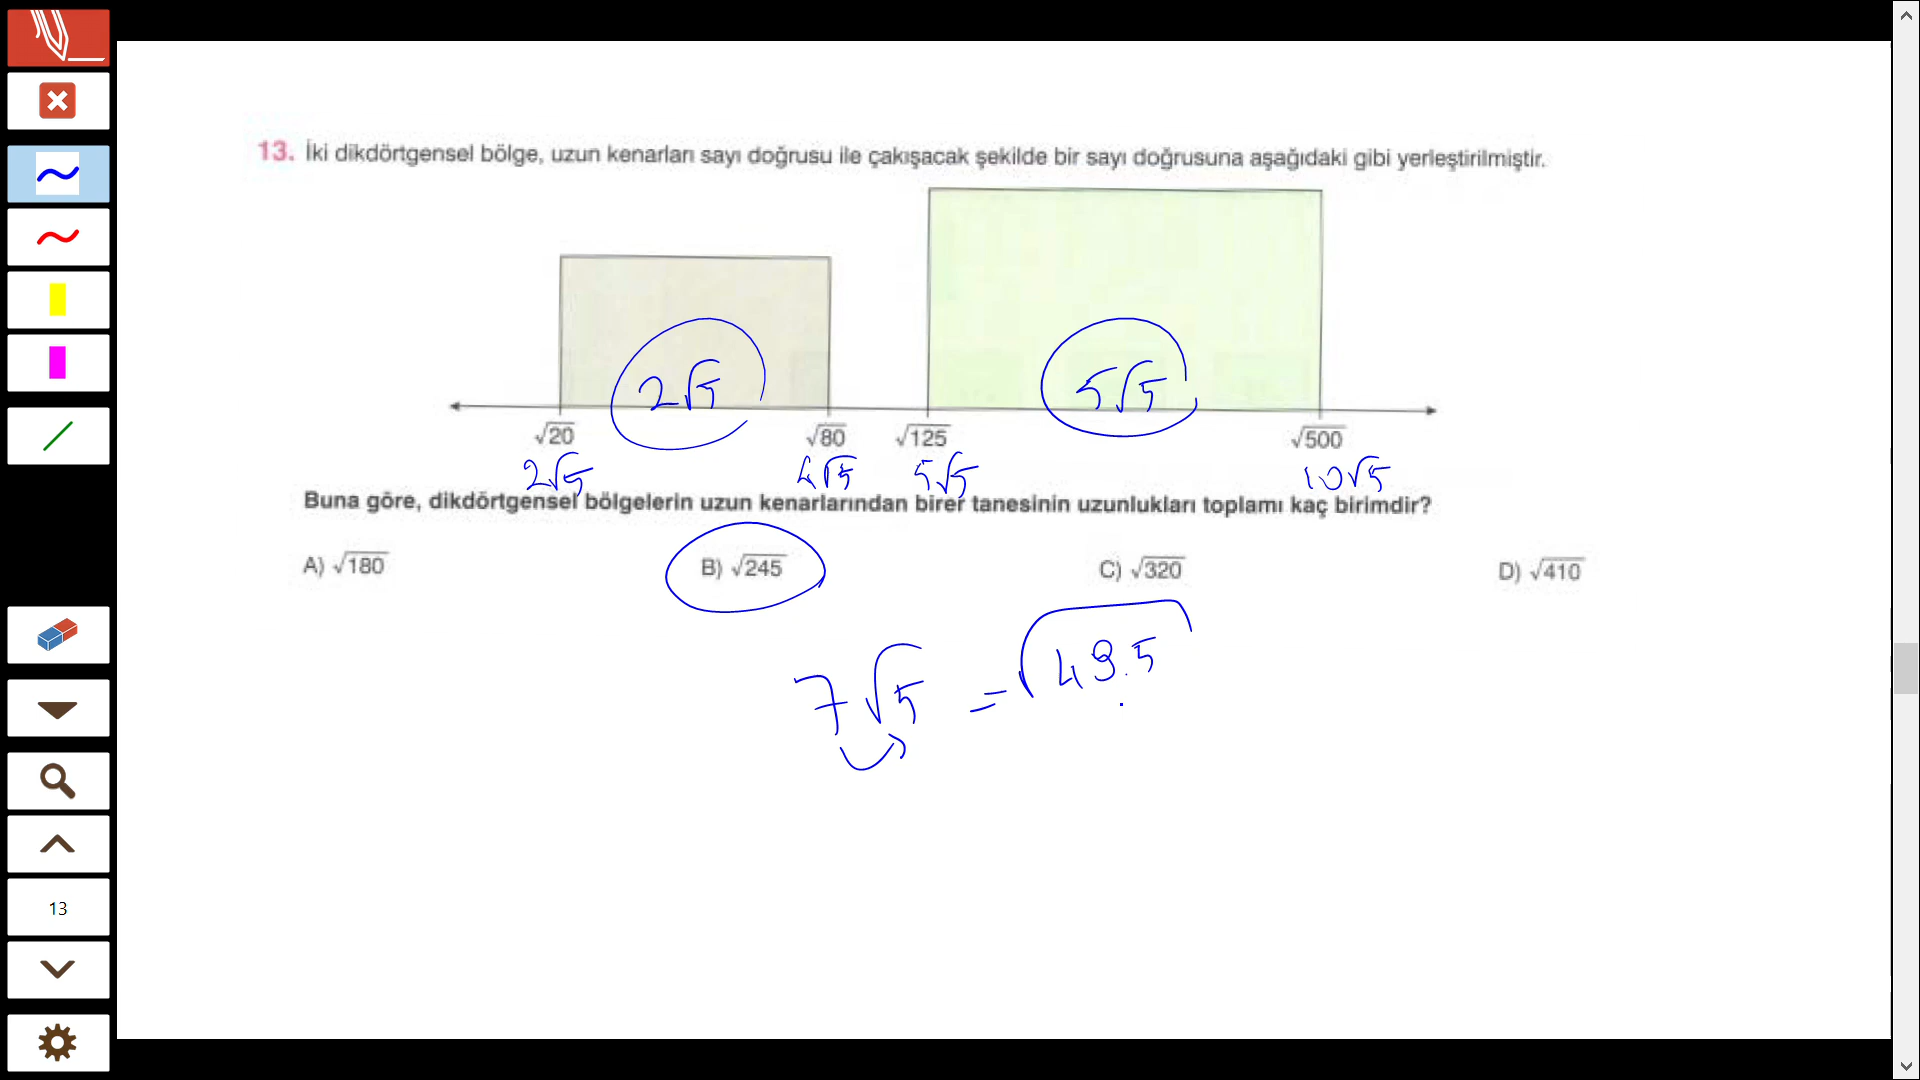 13. İki dikdörtgensel bölge, uzun kenarları sayı doğrusu ile çakışacak şekilde bir sayı doğrusuna aşağıdaki gibi yerleştirilmiştir.
2√5 5√5
√20 √80 √125 √500
2√5 4√5 5√5 10√5
Buna göre, dikdörtgensel bölgelerin uzun kenarlarından birer tanesinin uzunlukları toplamı kaç birimdir?
A) √180 B) √245 C) √320 D) √410
7√5 = √49.5
13